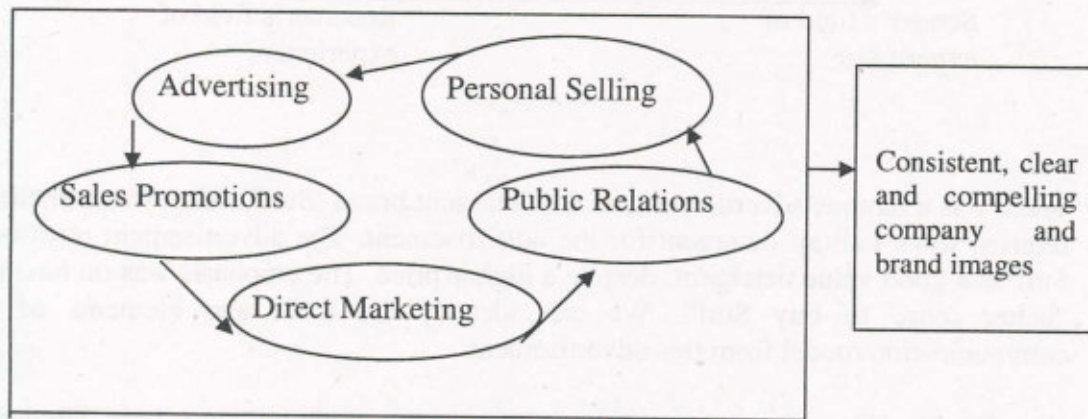 Advertising
Personal Selling
Sales Promotions
Public Relations
Direct Marketing
Consistent, clear
and compelling
company and
brand images